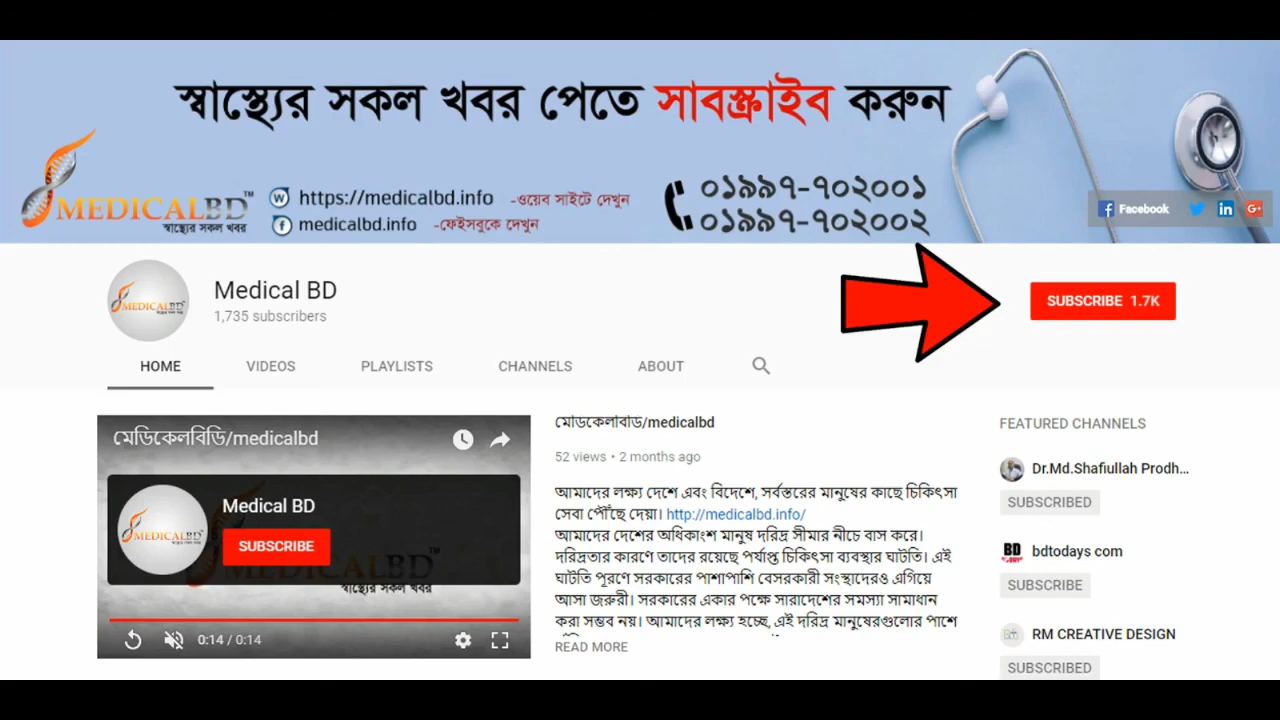 স্বাস্থ্যের সকল খবর পেতে সাবস্ক্রাইব করুন
MEDICALBD™
স্বাস্থ্যের সকল খবর
https://medicalbd.info -ওয়েব সাইটে দেখুন
medicalbd.info -ফেইসবুকে দেখুন
০১৯৯৭-৭০২০০১
০১৯৯৭-৭০২০০২
Facebook
Medical BD
1,735 subscribers
SUBSCRIBE 1.7K
HOME VIDEOS PLAYLISTS CHANNELS ABOUT
মেডিকেলবিডি/medicalbd
Medical BD
SUBSCRIBE
স্বাস্থ্যের সকল খবর
0:14 / 0:14
মেডিকেলবিডি/medicalbd
52 views • 2 months ago
আমাদের লক্ষ্য দেশে এবং বিদেশে, সর্বস্তরের মানুষের কাছে চিকিৎসা
সেবা পৌঁছে দেয়া। http://medicalbd.info/
আমাদের দেশের অধিকাংশ মানুষ দরিদ্র সীমার নীচে বাস করে।
দরিদ্রতার কারণে তাদের রয়েছে পর্যাপ্ত চিকিৎসা ব্যবস্থার ঘাটতি। এই
ঘাটতি পূরণে সরকারের পাশাপাশি বেসরকারী সংস্থাদেরও এগিয়ে
আসা জরুরী। সরকারের একার পক্ষে সারাদেশের সমস্যা সামাধান
করা সম্ভব নয়। আমাদের লক্ষ্য হচ্ছে, এই দরিদ্র মানুষেরগুলোর পাশে
READ MORE
FEATURED CHANNELS
Dr.Md.Shafiullah Prodh...
SUBSCRIBED
bdtodays com
SUBSCRIBE
RM CREATIVE DESIGN
SUBSCRIBED